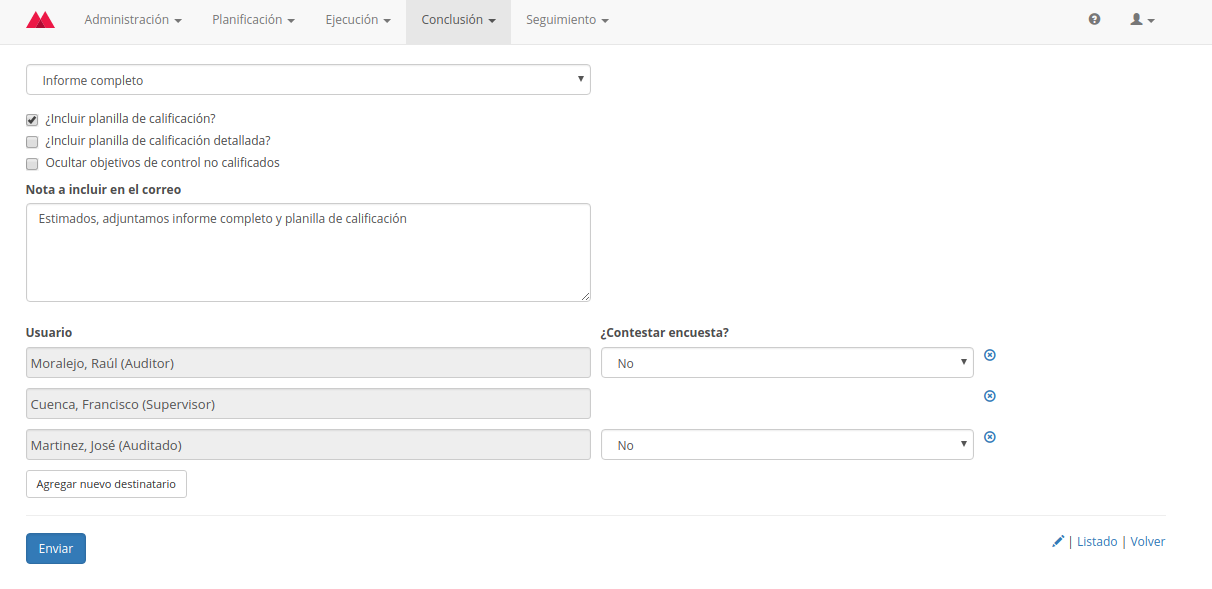 Administración Planificación Ejecución Conclusión Seguimiento
Informe completo
¿Incluir planilla de calificación?
¿Incluir planilla de calificación detallada?
Ocultar objetivos de control no calificados
Nota a incluir en el correo
Estimados, adjuntamos informe completo y planilla de calificación
Usuario ¿Contestar encuesta?
Moralejo, Raúl (Auditor) No
Cuenca, Francisco (Supervisor)
Martinez, José (Auditado) No
Agregar nuevo destinatario
Enviar | Listado | Volver